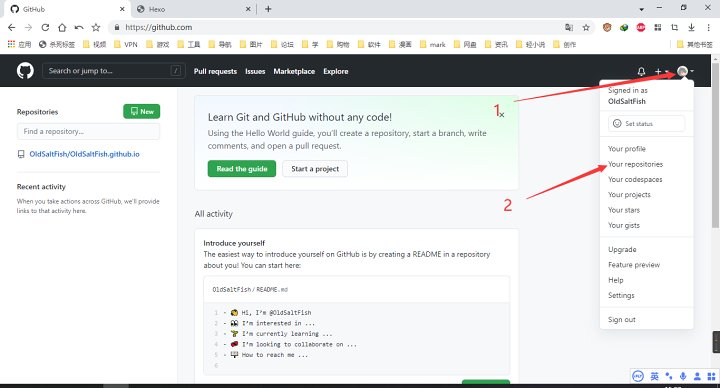 GitHub
Hexo
https://github.com
应用 杀死标签 视频 VPN 游戏 工具 导航 图片 论坛 学 购物 软件 漫画 mark 网盘 资讯 轻小说 创作 其他书签
Search or jump to... /
Pull requests Issues Marketplace Explore
1
Signed in as
OldSaltFish
Set status
Your profile
Your repositories
Your codespaces
Your projects
Your stars
Your gists
Upgrade
Feature preview
Help
Settings
Sign out
2
Repositories
New
Find a repository...
OldSaltFish/OldSaltFish.github.io
Recent activity
When you take actions across GitHub, we'll provide
links to that activity here.
Learn Git and GitHub without any code!
Using the Hello World guide, you'll create a repository, start a branch, write
comments, and open a pull request.
Read the guide
Start a project
All activity
Introduce yourself
The easiest way to introduce yourself on GitHub is by creating a README in a repository
about you! You can start here:
OldSaltFish/README.md
1 - 👋 Hi, I'm @OldSaltFish
2 - 👀 I'm interested in ...
3 - 🌱 I'm currently learning ...
4 - 💞️ I'm looking to collaborate on ...
5 - 📫 How to reach me ...
6
英